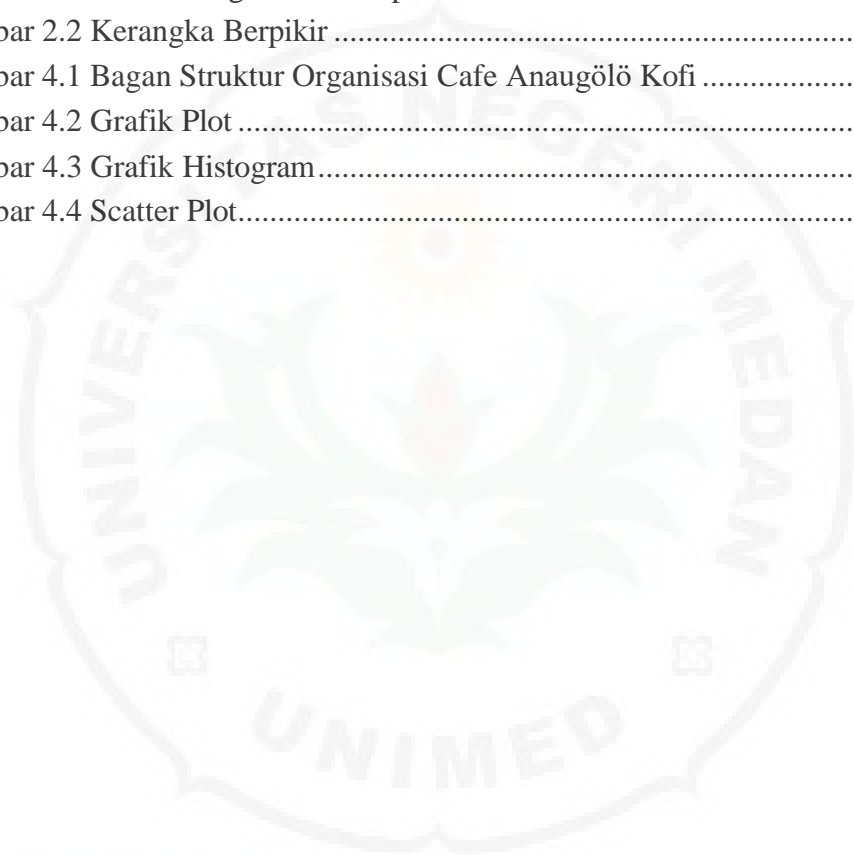 bar 2.2 Kerangka Berpikir ....................................................................
bar 4.1 Bagan Struktur Organisasi Cafe Anaugölö Kofi ....................
bar 4.2 Grafik Plot ................................................................................
bar 4.3 Grafik Histogram......................................................................
bar 4.4 Scatter Plot................................................................................
UNIVERSITAS NEGERI MEDAN
UNIMED